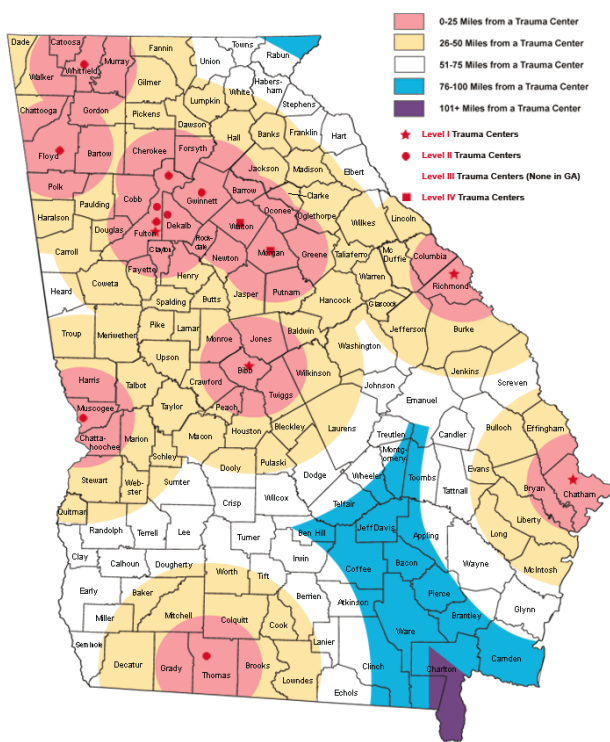 0-25 Miles from a Trauma Center
26-50 Miles from a Trauma Center
51-75 Miles from a Trauma Center
76-100 Miles from a Trauma Center
101+ Miles from a Trauma Center
Level I Trauma Centers
Level II Trauma Centers
Level III Trauma Centers (None in GA)
Level IV Trauma Centers
Dade
Catoosa
Walker
Whitfield
Murray
Fannin
Union
Towns
Rabun
Gilmer
Habersham
White
Lumpkin
Stephens
Chattooga
Gordon
Pickens
Dawson
Hall
Banks
Franklin
Hart
Floyd
Bartow
Cherokee
Forsyth
Jackson
Madison
Elbert
Polk
Paulding
Cobb
Gwinnett
Barrow
Clarke
Oconee
Oglethorpe
Wilkes
Lincoln
Haralson
Douglas
Fulton
Dekalb
Rockdale
Walton
Morgan
Greene
Taliaferro
Mc Duffie
Columbia
Richmond
Carroll
Clayton
Fayette
Henry
Newton
Jasper
Putnam
Hancock
Warren
Glascock
Heard
Coweta
Spalding
Butts
Jefferson
Burke
Troup
Meriwether
Pike
Lamar
Monroe
Jones
Baldwin
Washington
Jenkins
Screven
Upson
Bibb
Wilkinson
Johnson
Emanuel
Harris
Talbot
Crawford
Peach
Twiggs
Muscogee
Taylor
Houston
Bleckley
Laurens
Treutlen
Candler
Bulloch
Effingham
Chattahoochee
Marion
Macon
Pulaski
Montgomery
Stewart
Webster
Schley
Sumter
Dooly
Dodge
Wheeler
Toombs
Tattnall
Evans
Bryan
Chatham
Quitman
Crisp
Wilcox
Telfair
Long
Liberty
Randolph
Terrell
Lee
Turner
Ben Hill
Jeff Davis
Appling
Wayne
McIntosh
Clay
Calhoun
Dougherty
Irwin
Coffee
Bacon
Early
Baker
Worth
Tift
Berrien
Atkinson
Pierce
Brantley
Glynn
Miller
Mitchell
Colquitt
Cook
Lanier
Ware
Decatur
Grady
Thomas
Brooks
Lowndes
Clinch
Echols
Charlton
Camden